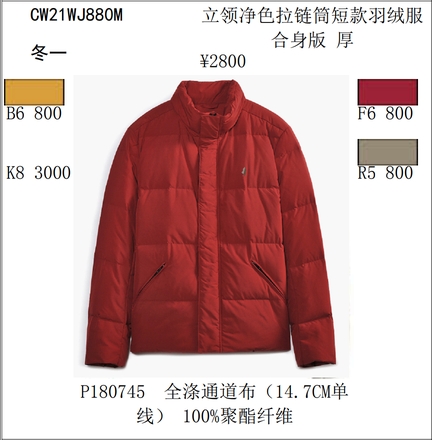 CW21WJ880M 立领净色拉链筒短款羽绒服
冬一 合身版 厚
¥2800
B6 800 F6 800
K8 3000 R5 800
P180745 全涤通道布（14.7CM单
线） 100%聚酯纤维